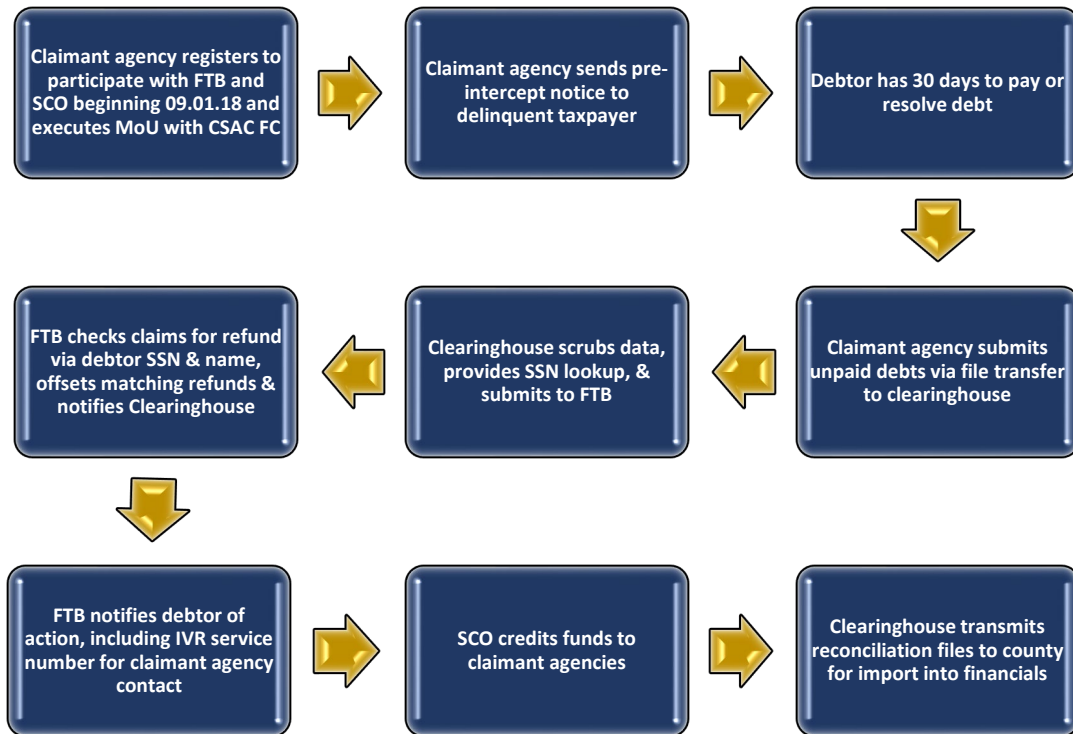 Claimant agency registers to
participate with FTB and
SCO beginning 09.01.18 and
executes MoU with CSAC FC
Claimant agency sends pre-
intercept notice to
delinquent taxpayer
Debtor has 30 days to pay or
resolve debt
Claimant agency submits
unpaid debts via file transfer
to clearinghouse
Clearinghouse scrubs data,
provides SSN lookup, &
submits to FTB
FTB checks claims for refund
via debtor SSN & name,
offsets matching refunds &
notifies Clearinghouse
FTB notifies debtor of
action, including IVR service
number for claimant agency
contact
SCO credits funds to
claimant agencies
Clearinghouse transmits
reconciliation files to county
for import into financials